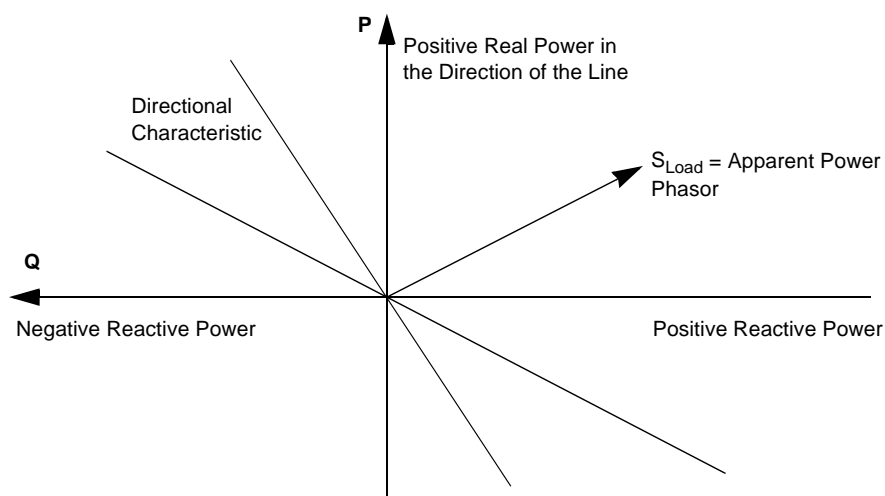 P
Positive Real Power in
the Direction of the Line
Directional
Characteristic
SLoad = Apparent Power
Phasor
Q
Negative Reactive Power
Positive Reactive Power